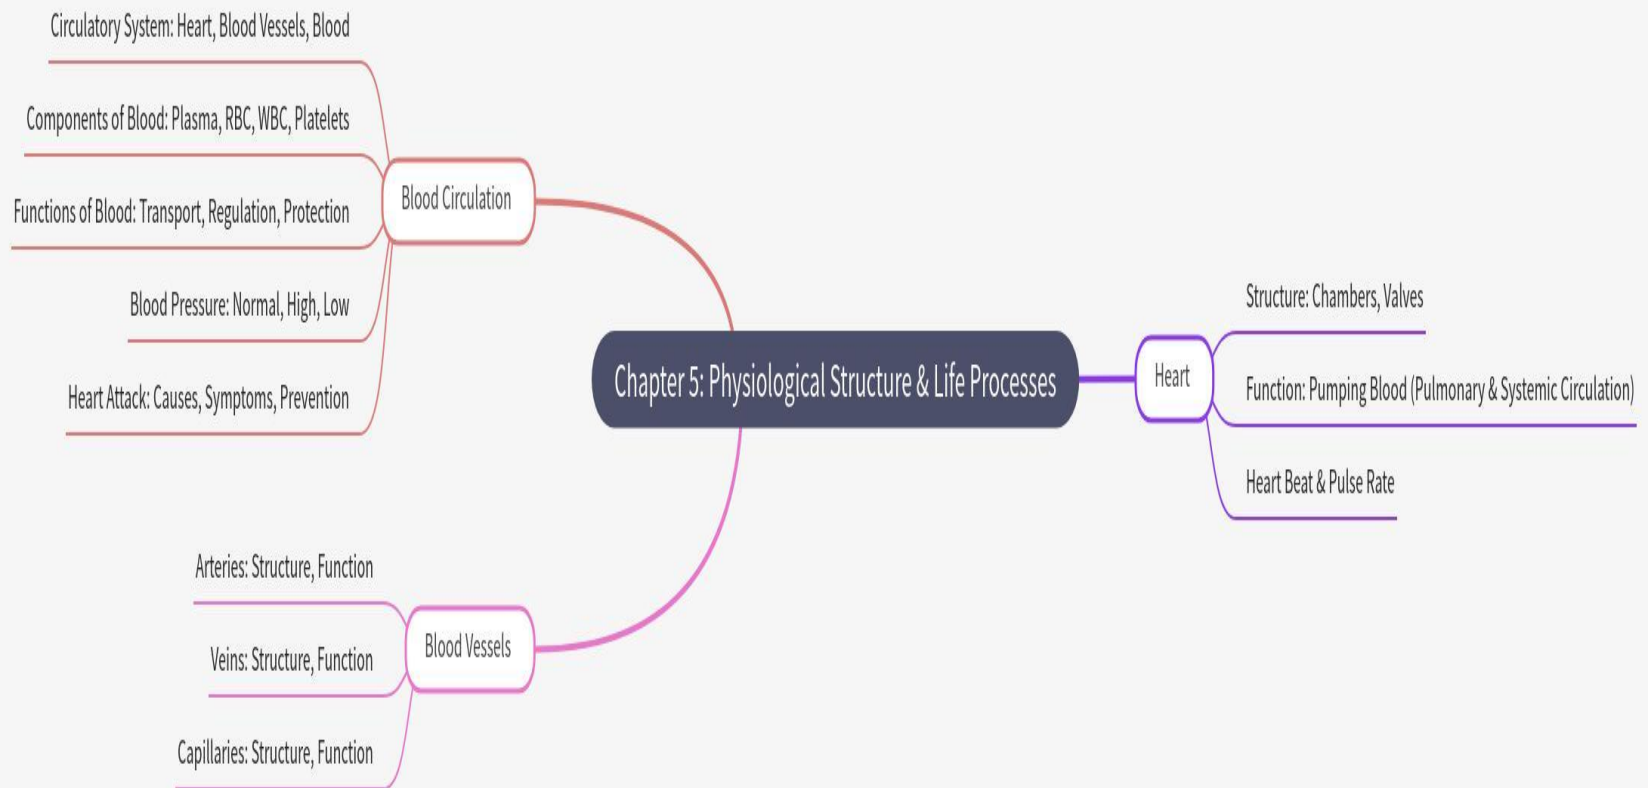 Circulatory System: Heart, Blood Vessels, Blood
Components of Blood: Plasma, RBC, WBC, Platelets
Functions of Blood: Transport, Regulation, Protection
Blood Pressure: Normal, High, Low
Heart Attack: Causes, Symptoms, Prevention
Blood Circulation
Chapter 5: Physiological Structure & Life Processes
Heart
Structure: Chambers, Valves
Function: Pumping Blood (Pulmonary & Systemic Circulation)
Heart Beat & Pulse Rate
Arteries: Structure, Function
Veins: Structure, Function
Capillaries: Structure, Function
Blood Vessels